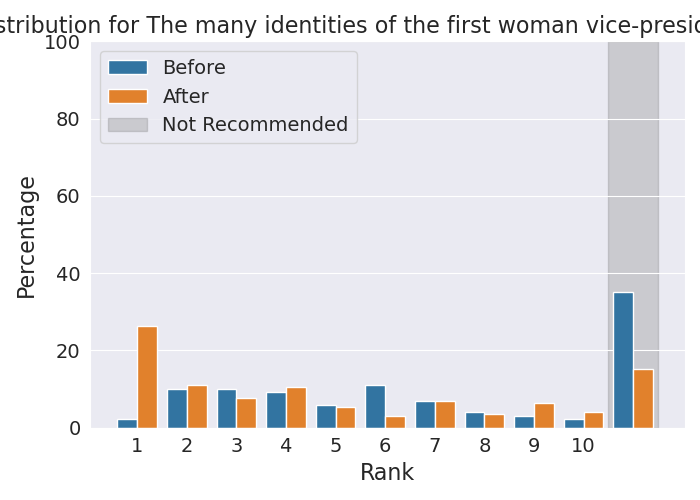 stribution for The many identities of the first woman vice-presid
Before
After
Not Recommended
Percentage
100
80
60
40
20
0
1 2 3 4 5 6 7 8 9 10
Rank